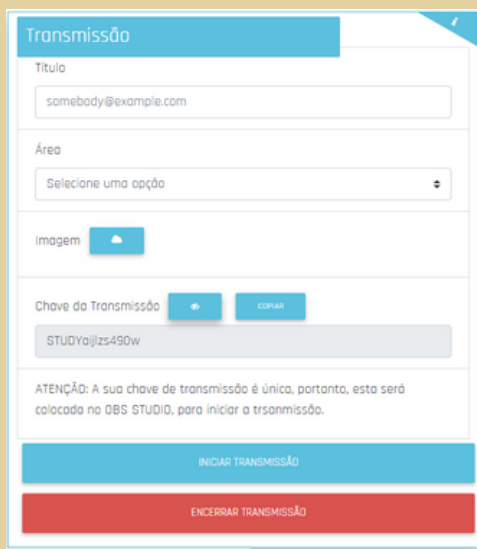 Transmissão
Título
somebody@example.com
Área
Selecione uma opção
Imagem
Chave da Transmissão
COPIAR
STUDYaijlzs490w
ATENÇÃO: A sua chave de transmissão é única, portanto, esta será
colocada no OBS STUDIO, para iniciar a trsanmissão.
INICIAR TRANSMISSÃO
ENCERRAR TRANSMISSÃO